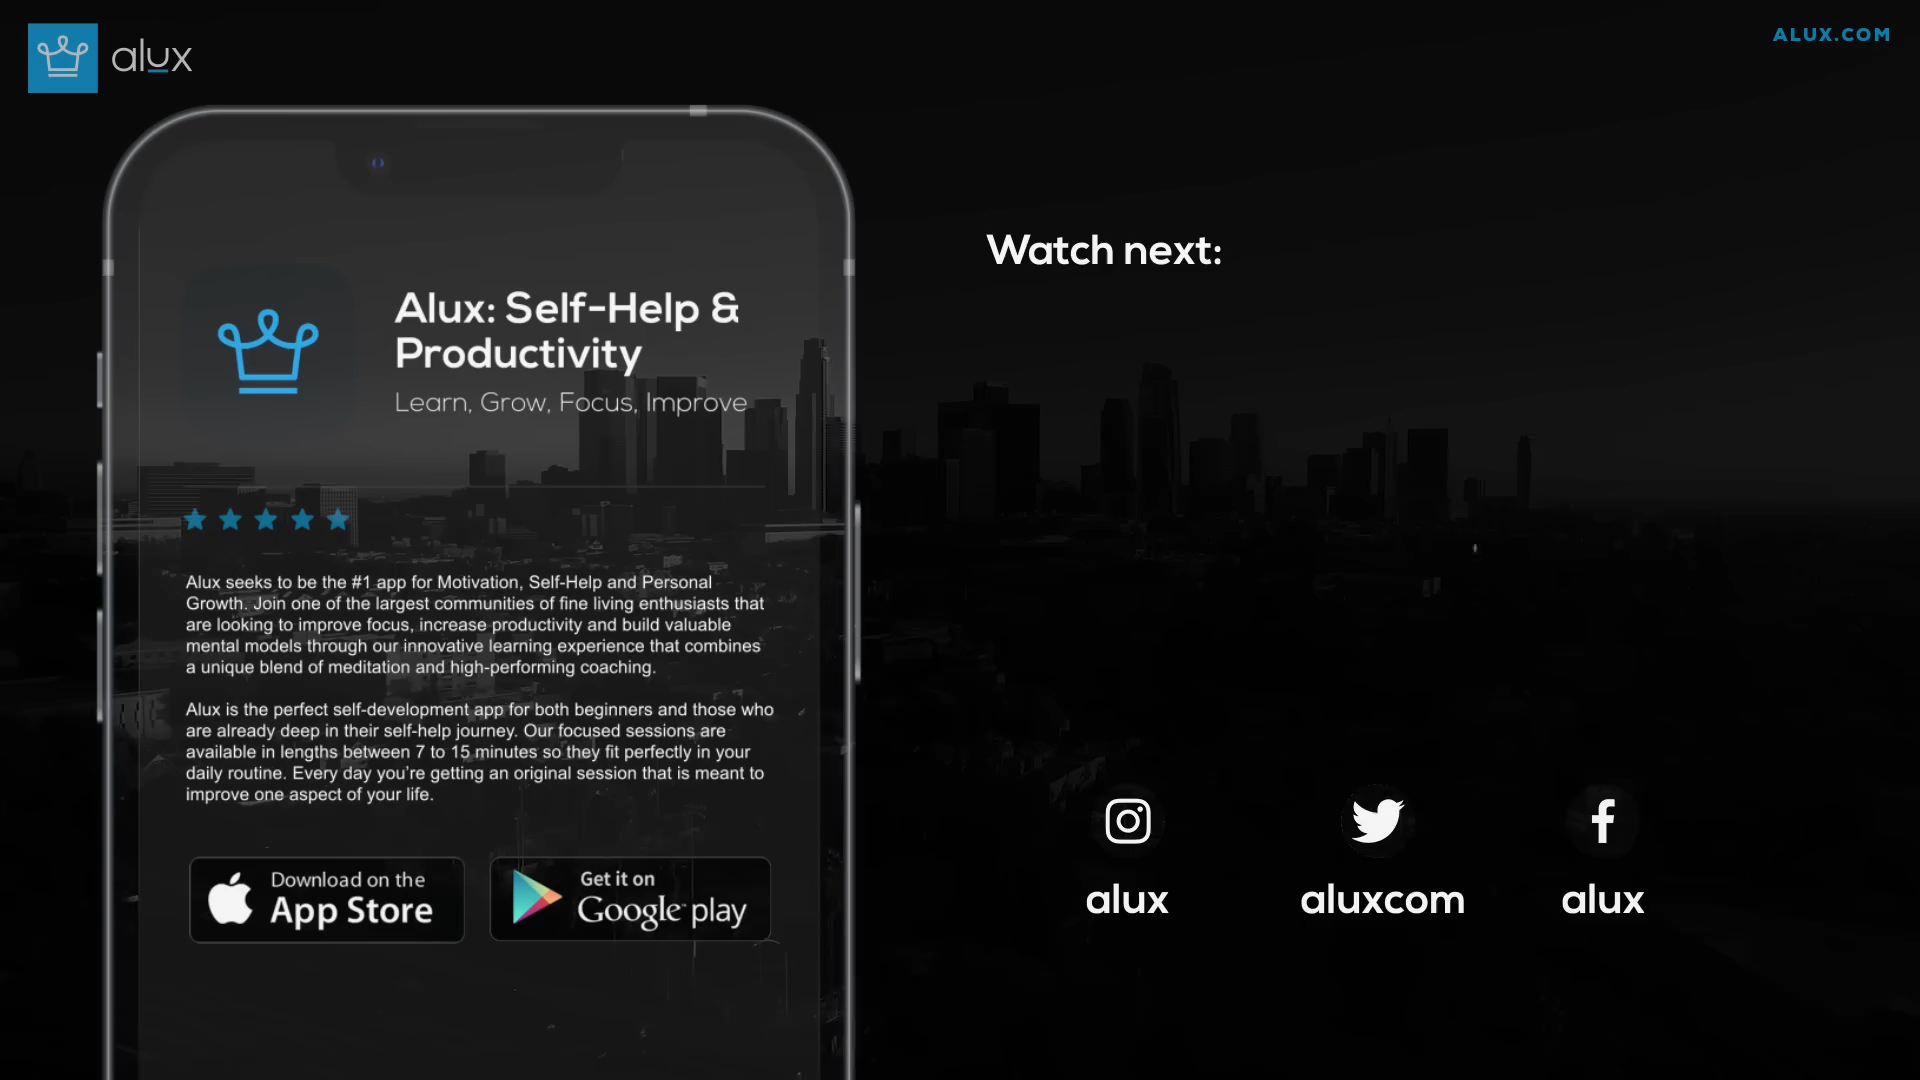 alux
ALUX.COM
Watch next:
Alux: Self-Help &
Productivity
Learn, Grow, Focus, Improve
Alux seeks to be the #1 app for Motivation, Self-Help and Personal
Growth. Join one of the largest communities of fine living enthusiasts that
are looking to improve focus, increase productivity and build valuable
mental models through our innovative learning experience that combines
a unique blend of meditation and high-performing coaching.
Alux is the perfect self-development app for both beginners and those who
are already deep in their self-help journey. Our focused sessions are
available in lengths between 7 to 15 minutes so they fit perfectly in your
daily routine. Every day you're getting an original session that is meant to
improve one aspect of your life.
Download on the
App Store
Get it on
Google play
alux
aluxcom
alux